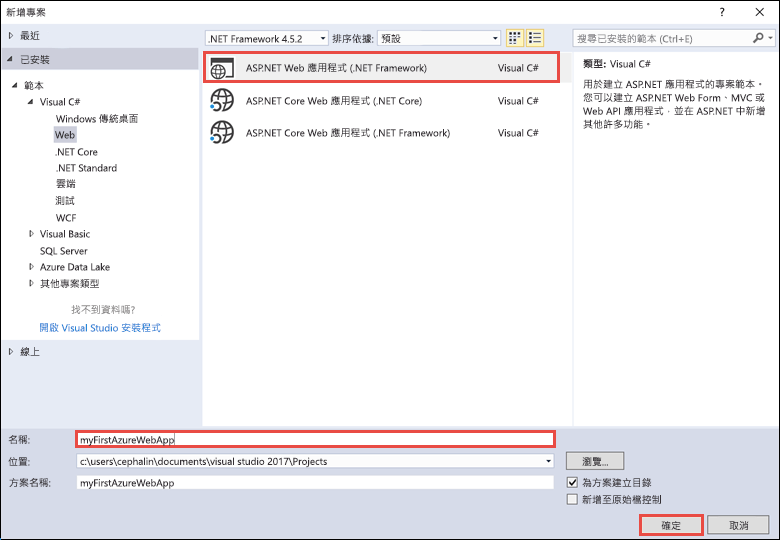 新增專案
?
最近
已安裝
範本
Visual C#
Windows 傳統桌面
Web
.NET Core
.NET Standard
雲端
測試
WCF
Visual Basic
SQL Server
Azure Data Lake
其他專案類型
找不到資料嗎?
開啟 Visual Studio 安裝程式
線上
.NET Framework 4.5.2 排序依據: 預設
ASP.NET Web 應用程式 (.NET Framework) Visual C#
ASP.NET Core Web 應用程式 (.NET Core) Visual C#
ASP.NET Core Web 應用程式 (.NET Framework) Visual C#
搜尋已安裝的範本 (Ctrl+E)
類型: Visual C#
用於建立 ASP.NET 應用程式的專案範本。
您可以建立 ASP.NET Web Form、MVC 或
Web API 應用程式，並在 ASP.NET 中新增
其他許多功能。
名稱: myFirstAzureWebApp
位置: c:\users\cephalin\documents\visual studio 2017\Projects
瀏覽...
方案名稱: myFirstAzureWebApp
為方案建立目錄
新增至原始檔控制
確定 取消